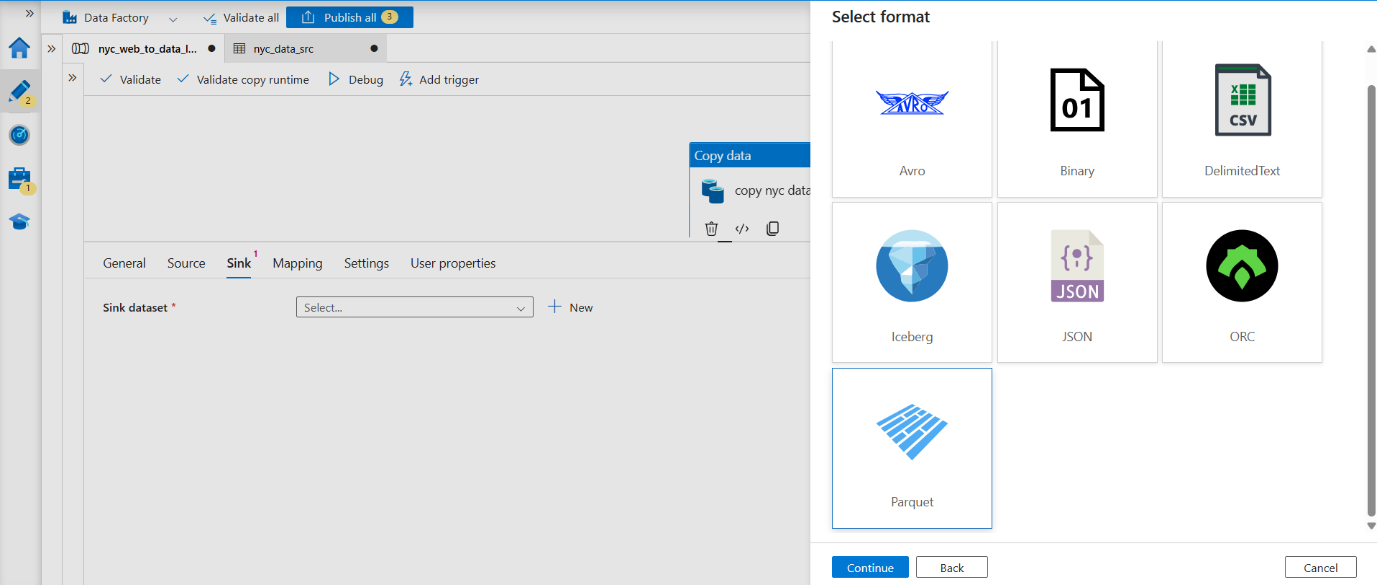 Data Factory
Validate all
Publish all 3
nyc_web_to_data_l...
nyc_data_src
2
1
Validate
Validate copy runtime
Debug
Add trigger
Copy data
copy nyc data
General
Source
Sink 1
Mapping
Settings
User properties
Sink dataset *
Select...
New
Select format
AVRO
Avro
01
Binary
X
CSV
DelimitedText
Iceberg
{ }
JSON
JSON
ORC
Parquet
Continue
Back
Cancel